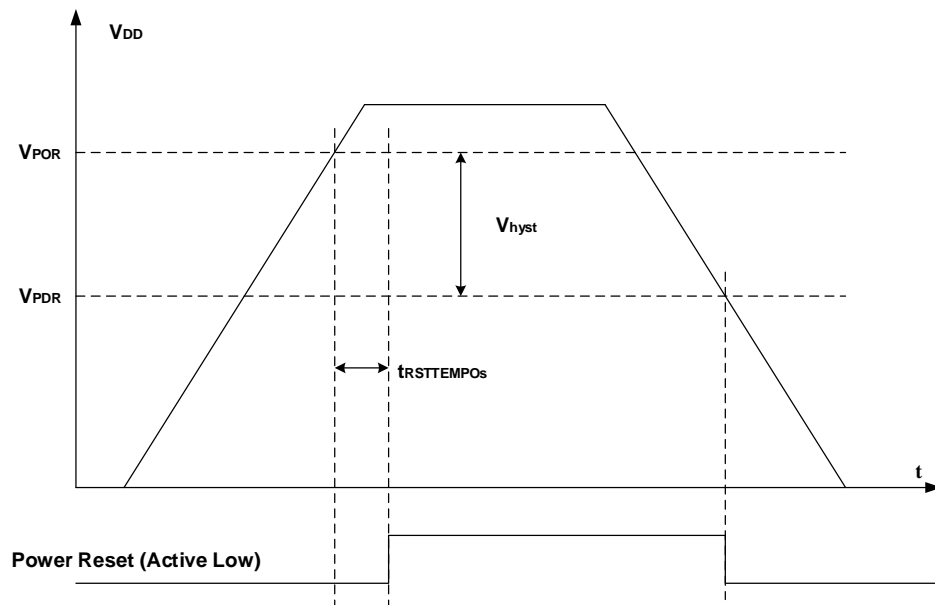 VDD
VPOR
Vhyst
VPDR
tRSTTEMPOs
t
Power Reset (Active Low)